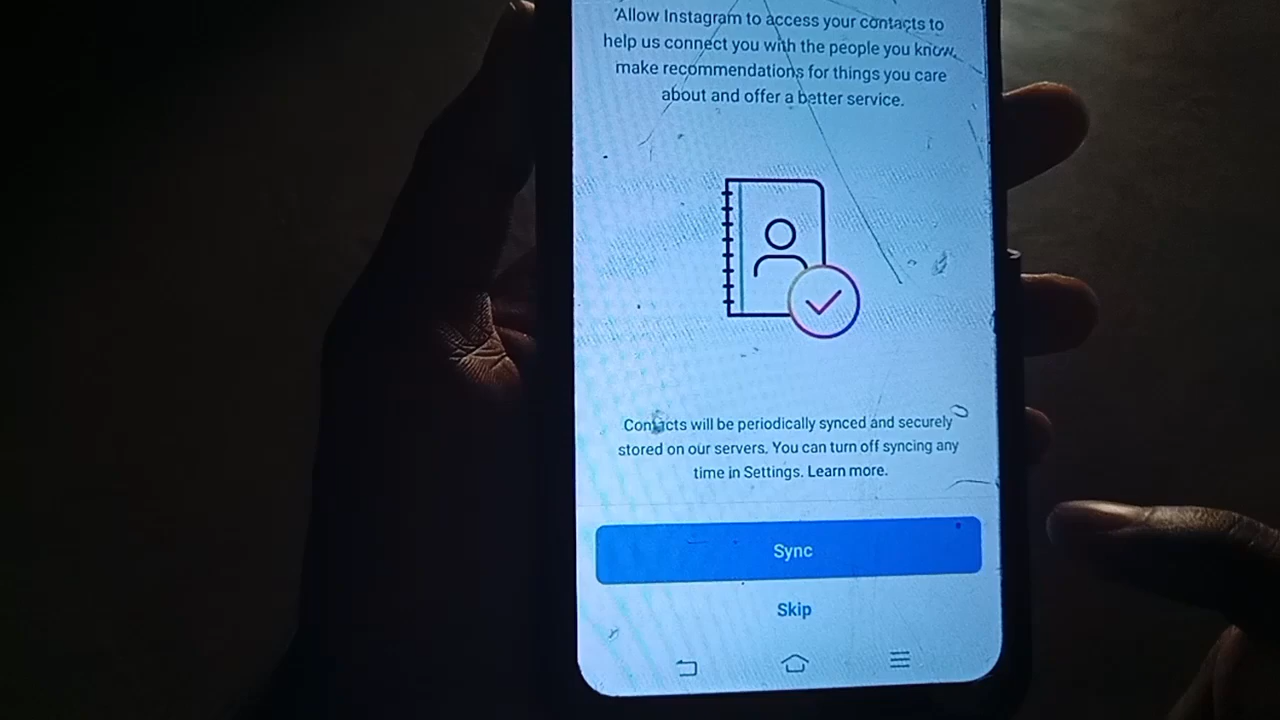 Allow Instagram to access your contacts to
help us connect you with the people you know,
make recommendations for things you care
about and offer a better service.
Contacts will be periodically synced and securely
stored on our servers. You can turn off syncing any
time in Settings. Learn more.
Sync
Skip